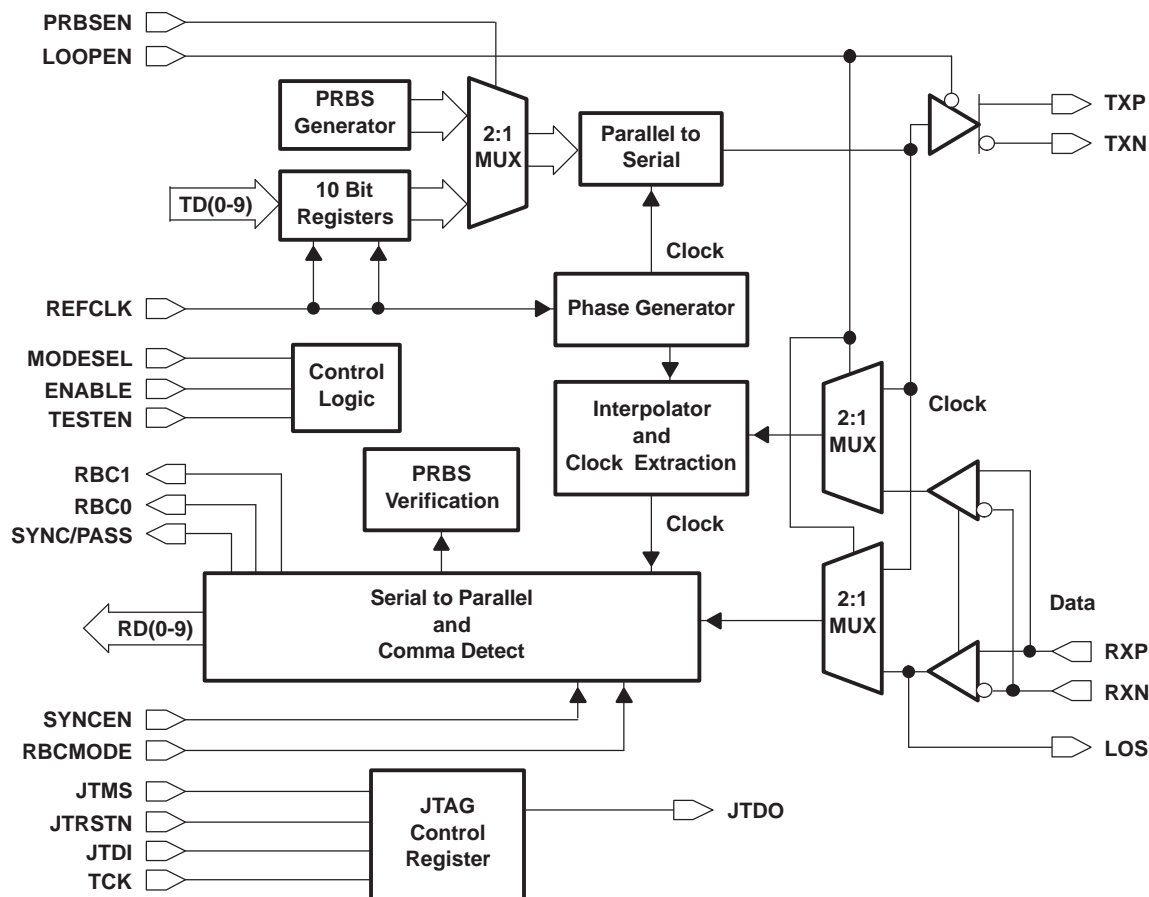 PRBSEN
LOOPEN
PRBS
Generator
2:1
MUX
Parallel to
Serial
TXP
TXN
TD(0-9)
10 Bit
Registers
Clock
REFCLK
Phase Generator
MODESEL
ENABLE
TESTEN
Control
Logic
Interpolator
and
Clock Extraction
2:1
MUX
Clock
RBC1
RBC0
SYNC/PASS
PRBS
Verification
Clock
RD(0-9)
Serial to Parallel
and
Comma Detect
2:1
MUX
Data
RXP
RXN
LOS
SYNCEN
RBCMODE
JTMS
JTRSTN
JTDI
TCK
JTAG
Control
Register
JTDO